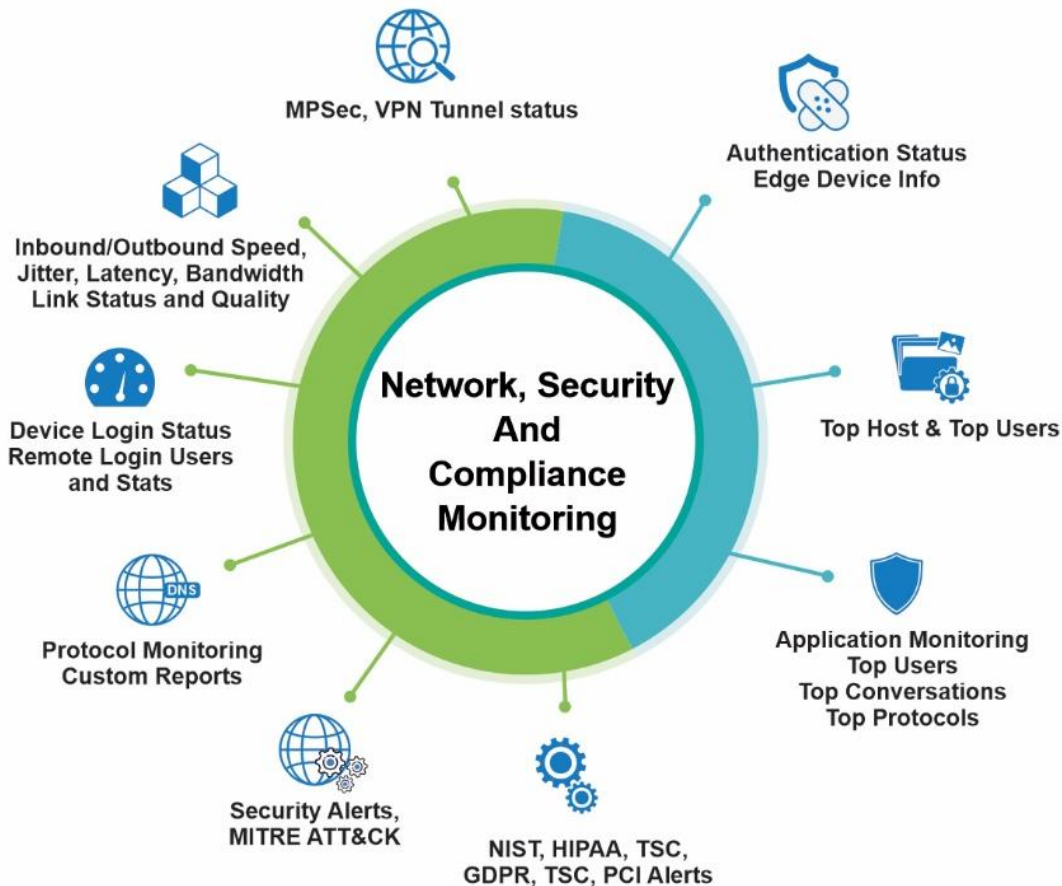 MPSec, VPN Tunnel status
Authentication Status
Edge Device Info
Inbound/Outbound Speed,
Jitter, Latency, Bandwidth
Link Status and Quality
Network, Security
And
Compliance
Monitoring
Top Host & Top Users
Device Login Status
Remote Login Users
and Stats
DNS
Protocol Monitoring
Custom Reports
Application Monitoring
Top Users
Top Conversations
Top Protocols
Security Alerts,
MITRE ATT&CK
NIST, HIPAA, TSC,
GDPR, TSC, PCI Alerts